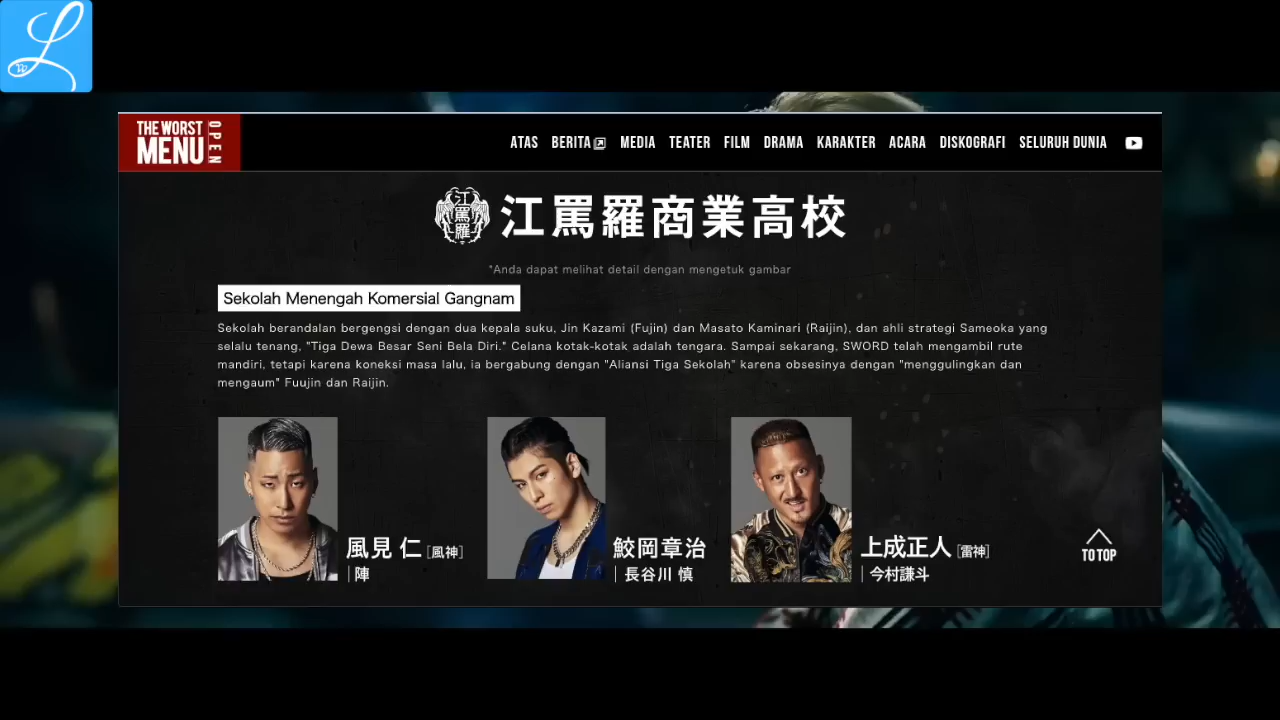 THE WORST
MENU
OPEN
ATAS BERITA MEDIA TEATER FILM DRAMA KARAKTER ACARA DISKOGRAFI SELURUH DUNIA
江罵羅
江罵羅商業高校
"Anda dapat melihat detail dengan mengetuk gambar
Sekolah Menengah Komersial Gangnam
Sekolah berandalan bergengsi dengan dua kepala suku, Jin Kazami (Fujin) dan Masato Kaminari (Raijin), dan ahli strategi Sameoka yang
selalu tenang, "Tiga Dewa Besar Seni Bela Diri." Celana kotak-kotak adalah tengara. Sampai sekarang, SWORD telah mengambil rute
mandiri, tetapi karena koneksi masa lalu, ia bergabung dengan "Aliansi Tiga Sekolah" karena obsesinya dengan "menggulingkan dan
mengaum" Fuujin dan Raijin.
風見 仁 [風神]
陣
鮫岡章治
長谷川 慎
上成正人 [雷神]
今村謙斗
TO TOP